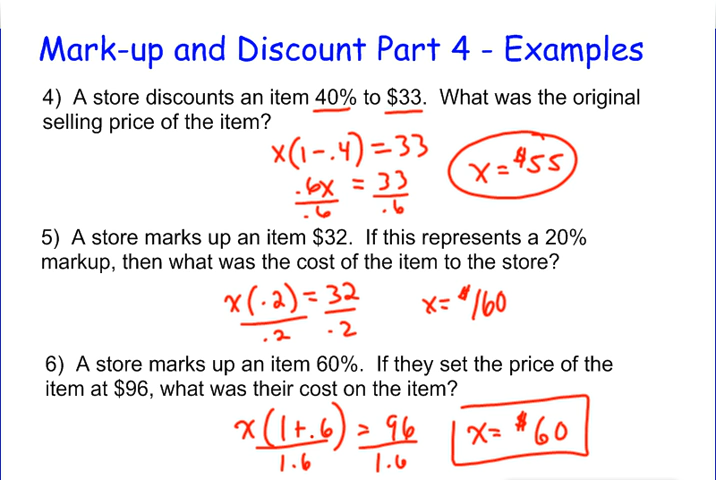 Mark-up and Discount Part 4 - Examples
4) A store discounts an item 40% to $33. What was the original
selling price of the item?
x(1-.4)=33
.6x = 33
.6 .6
x=$55
5) A store marks up an item $32. If this represents a 20%
markup, then what was the cost of the item to the store?
x(.2)=32
.2 .2
x=$160
6) A store marks up an item 60%. If they set the price of the
item at $96, what was their cost on the item?
x(1+.6)=96
1.6 1.6
x=$60